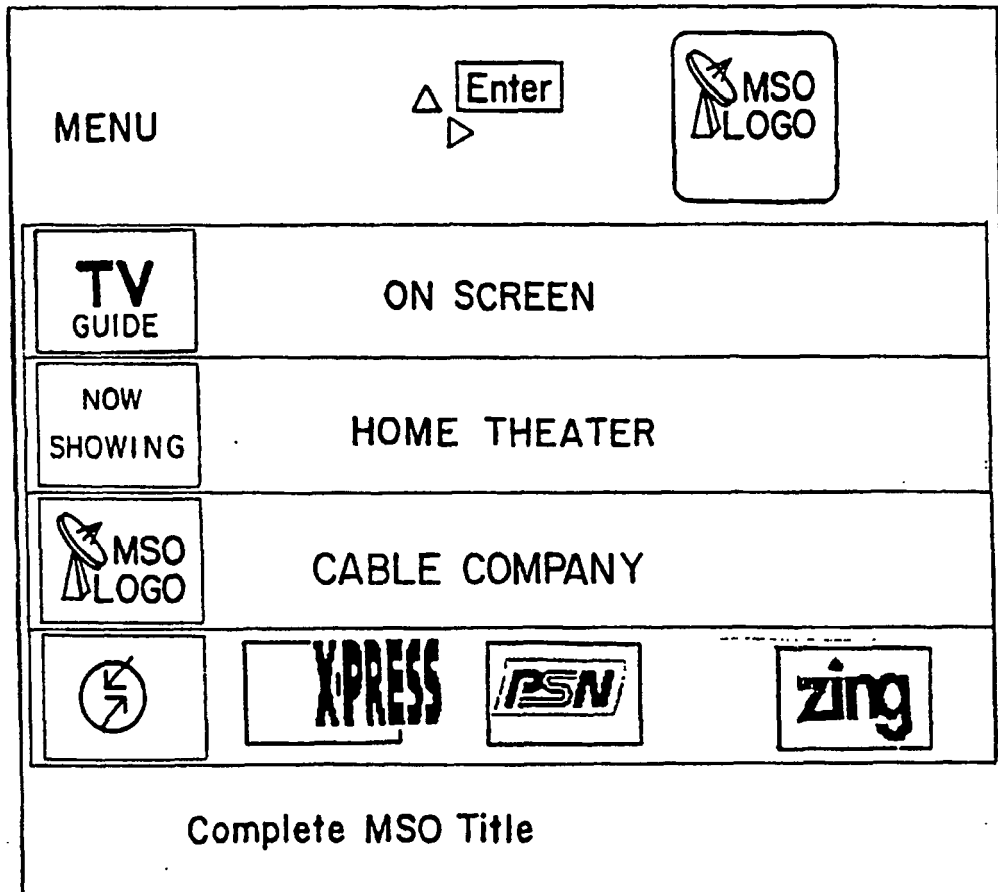 MENU
Enter
MSO
LOGO
TV
GUIDE
ON SCREEN
NOW
SHOWING
HOME THEATER
MSO
LOGO
CABLE COMPANY
X·PRESS
PSN
zing
Complete MSO Title